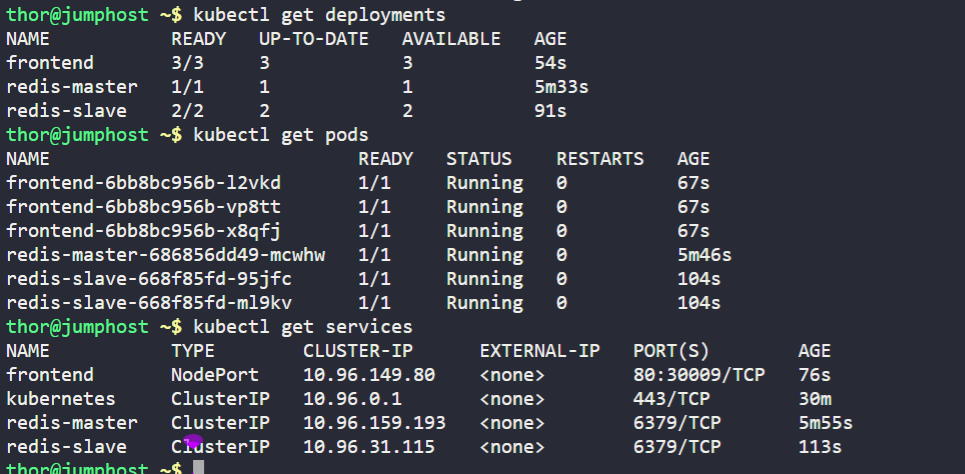 thor@jumphost ~$ kubectl get deployments
NAME READY UP-TO-DATE AVAILABLE AGE
frontend 3/3 3 3 54s
redis-master 1/1 1 1 5m33s
redis-slave 2/2 2 2 91s
thor@jumphost ~$ kubectl get pods
NAME READY STATUS RESTARTS AGE
frontend-6bb8bc956b-l2vkd 1/1 Running 0 67s
frontend-6bb8bc956b-vp8tt 1/1 Running 0 67s
frontend-6bb8bc956b-x8qfj 1/1 Running 0 67s
redis-master-686856dd49-mcwhw 1/1 Running 0 5m46s
redis-slave-668f85fd-95jfc 1/1 Running 0 104s
redis-slave-668f85fd-ml9kv 1/1 Running 0 104s
thor@jumphost ~$ kubectl get services
NAME TYPE CLUSTER-IP EXTERNAL-IP PORT(S) AGE
frontend NodePort 10.96.149.80 <none> 80:30009/TCP 76s
kubernetes ClusterIP 10.96.0.1 <none> 443/TCP 30m
redis-master ClusterIP 10.96.159.193 <none> 6379/TCP 5m55s
redis-slave ClusterIP 10.96.31.115 <none> 6379/TCP 113s
thor@jumphost ~$